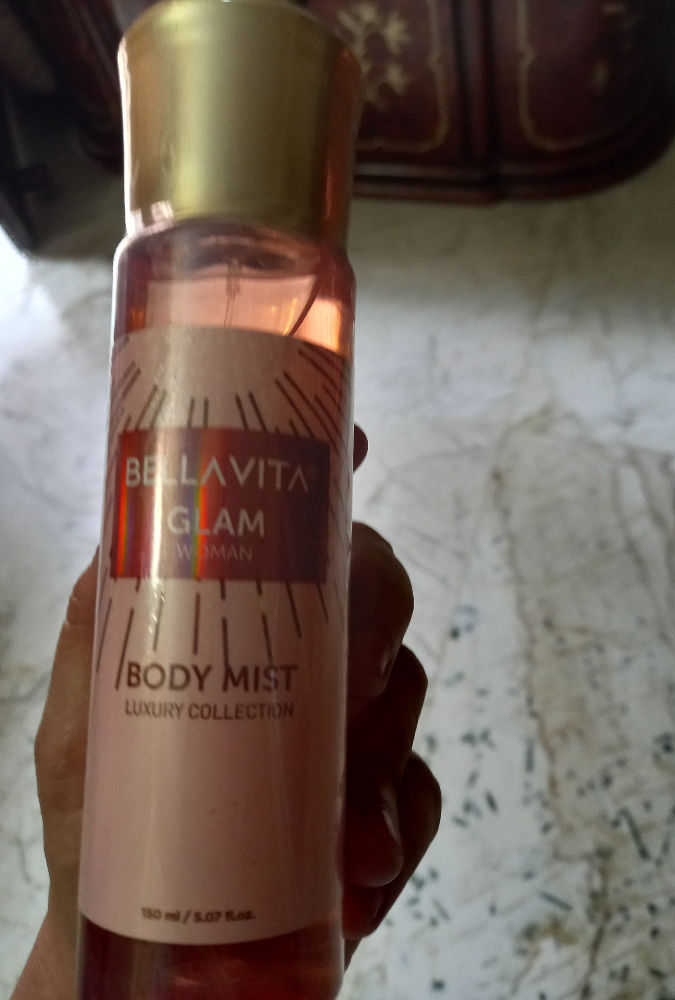 BELLAVITA®
GLAM
WOMAN
BODY MIST
LUXURY COLLECTION
150 ml / 5.07 fl.oz.